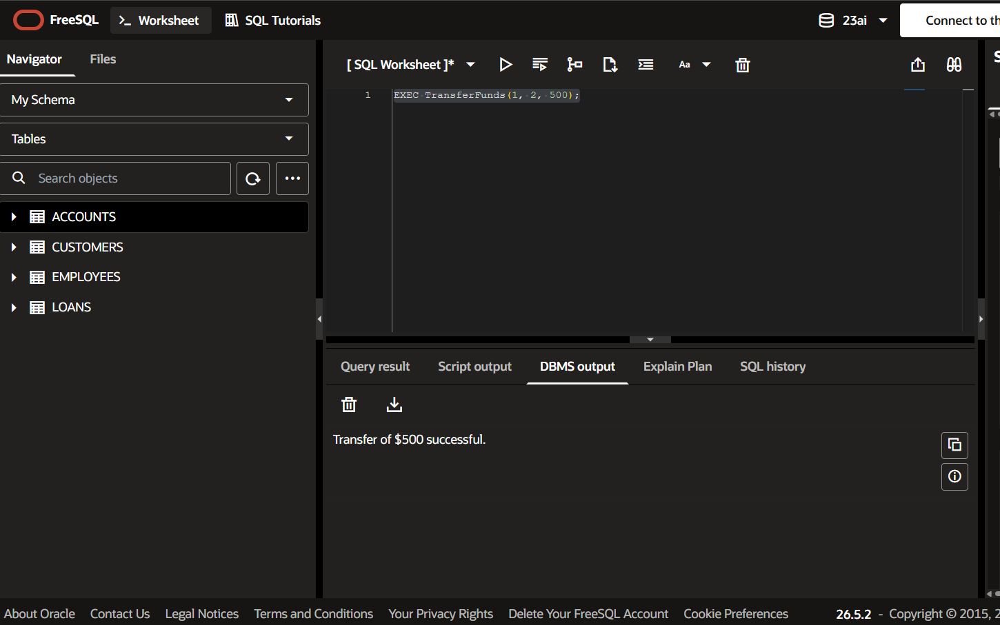 FreeSQL
Worksheet
SQL Tutorials
23ai
Connect to th
Navigator
Files
My Schema
Tables
Search objects
ACCOUNTS
CUSTOMERS
EMPLOYEES
LOANS
[ SQL Worksheet ]*
Aa
1
EXEC TransferFunds(1, 2, 500);
Query result
Script output
DBMS output
Explain Plan
SQL history
Transfer of $500 successful.
About Oracle
Contact Us
Legal Notices
Terms and Conditions
Your Privacy Rights
Delete Your FreeSQL Account
Cookie Preferences
26.5.2 - Copyright © 2015, 2